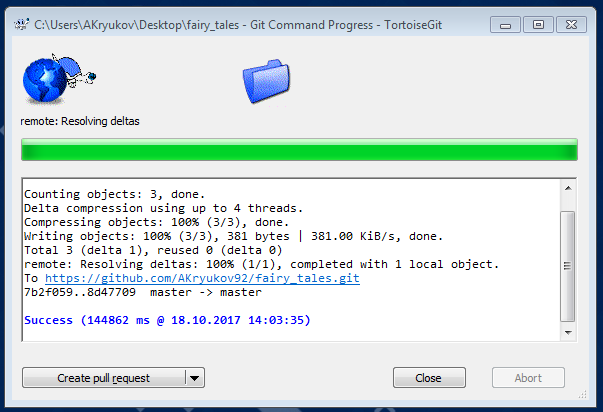 C:\Users\AKryukov\Desktop\fairy_tales - Git Command Progress - TortoiseGit
remote: Resolving deltas
Counting objects: 3, done.
Delta compression using up to 4 threads.
Compressing objects: 100% (3/3), done.
Writing objects: 100% (3/3), 381 bytes | 381.00 KiB/s, done.
Total 3 (delta 1), reused 0 (delta 0)
remote: Resolving deltas: 100% (1/1), completed with 1 local object.
To https://github.com/AKryukov92/fairy_tales.git
7b2f059..8d47709  master -> master
Success (144862 ms @ 18.10.2017 14:03:35)
Create pull request
Close
Abort